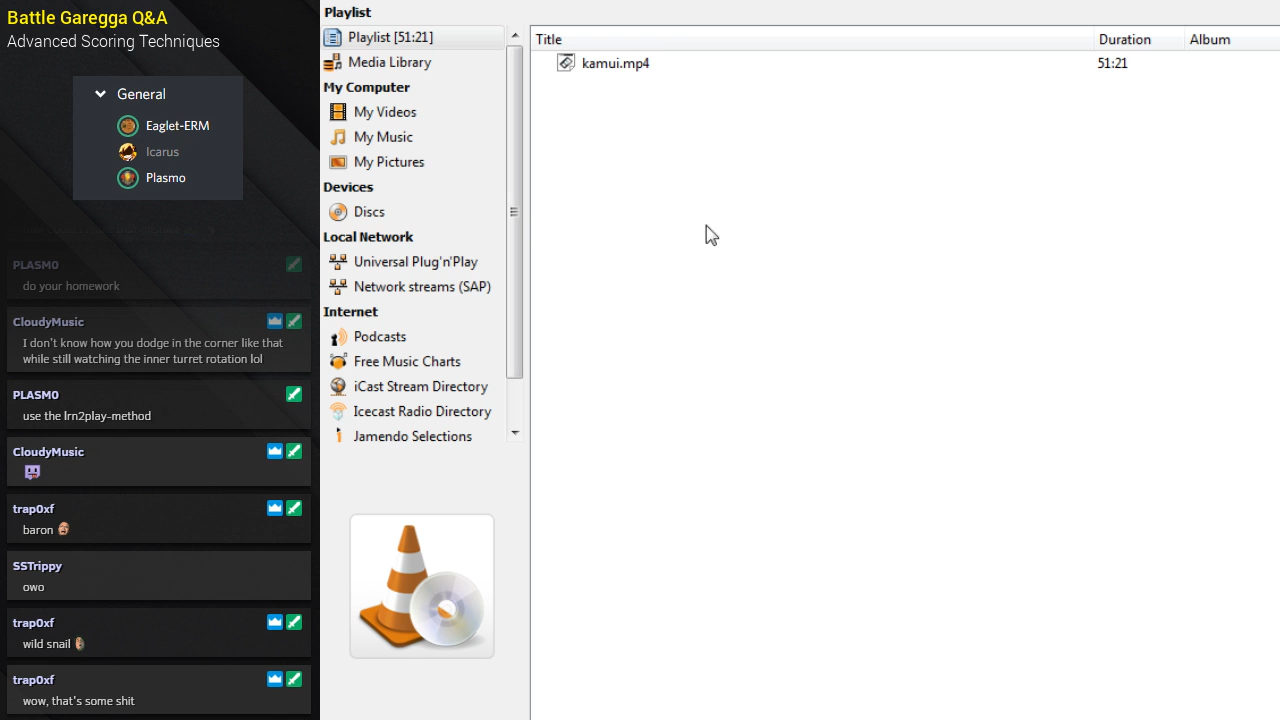 Battle Garegga Q&A
Advanced Scoring Techniques
General
Eaglet-ERM
Icarus
Plasmo
PLASM0
do your homework
CloudyMusic
I don't know how you dodge in the corner like that
while still watching the inner turret rotation lol
PLASM0
use the lrn2play-method
CloudyMusic
trap0xf
baron
SSTrippy
owo
trap0xf
wild snail
trap0xf
wow, that's some shit
Playlist
Playlist [51:21]
Media Library
My Computer
My Videos
My Music
My Pictures
Devices
Discs
Local Network
Universal Plug'n'Play
Network streams (SAP)
Internet
Podcasts
Free Music Charts
iCast Stream Directory
Icecast Radio Directory
Jamendo Selections
Title Duration Album
kamui.mp4 51:21